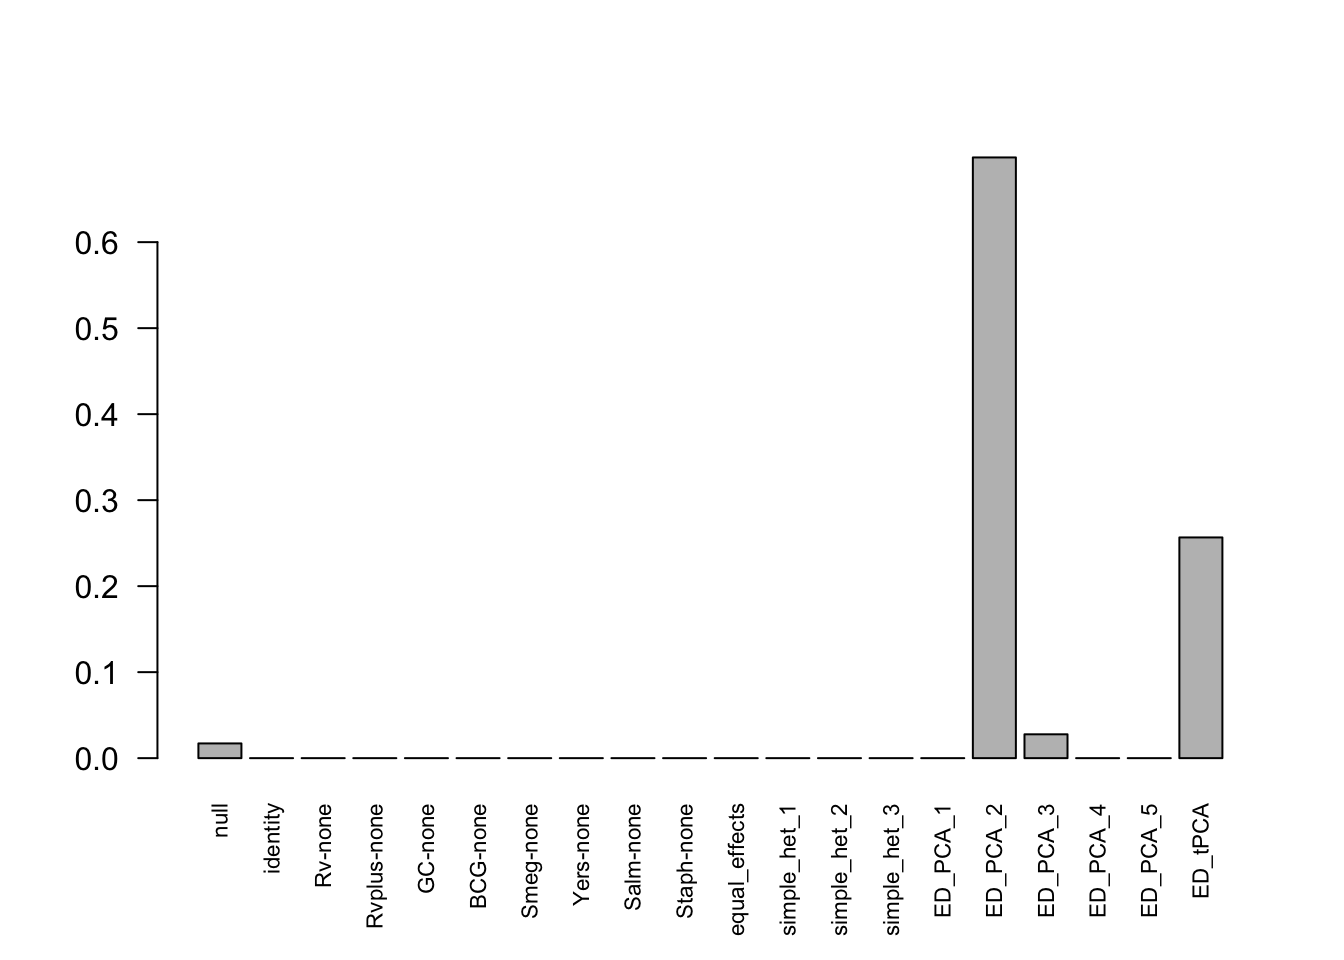 0.6
0.5
0.4
0.3
0.2
0.1
0.0
null
identity
Rv-none
Rvplus-none
GC-none
BCG-none
Smeg-none
Yers-none
Salm-none
Staph-none
equal_effects
simple_het_1
simple_het_2
simple_het_3
ED_PCA_1
ED_PCA_2
ED_PCA_3
ED_PCA_4
ED_PCA_5
ED_tPCA